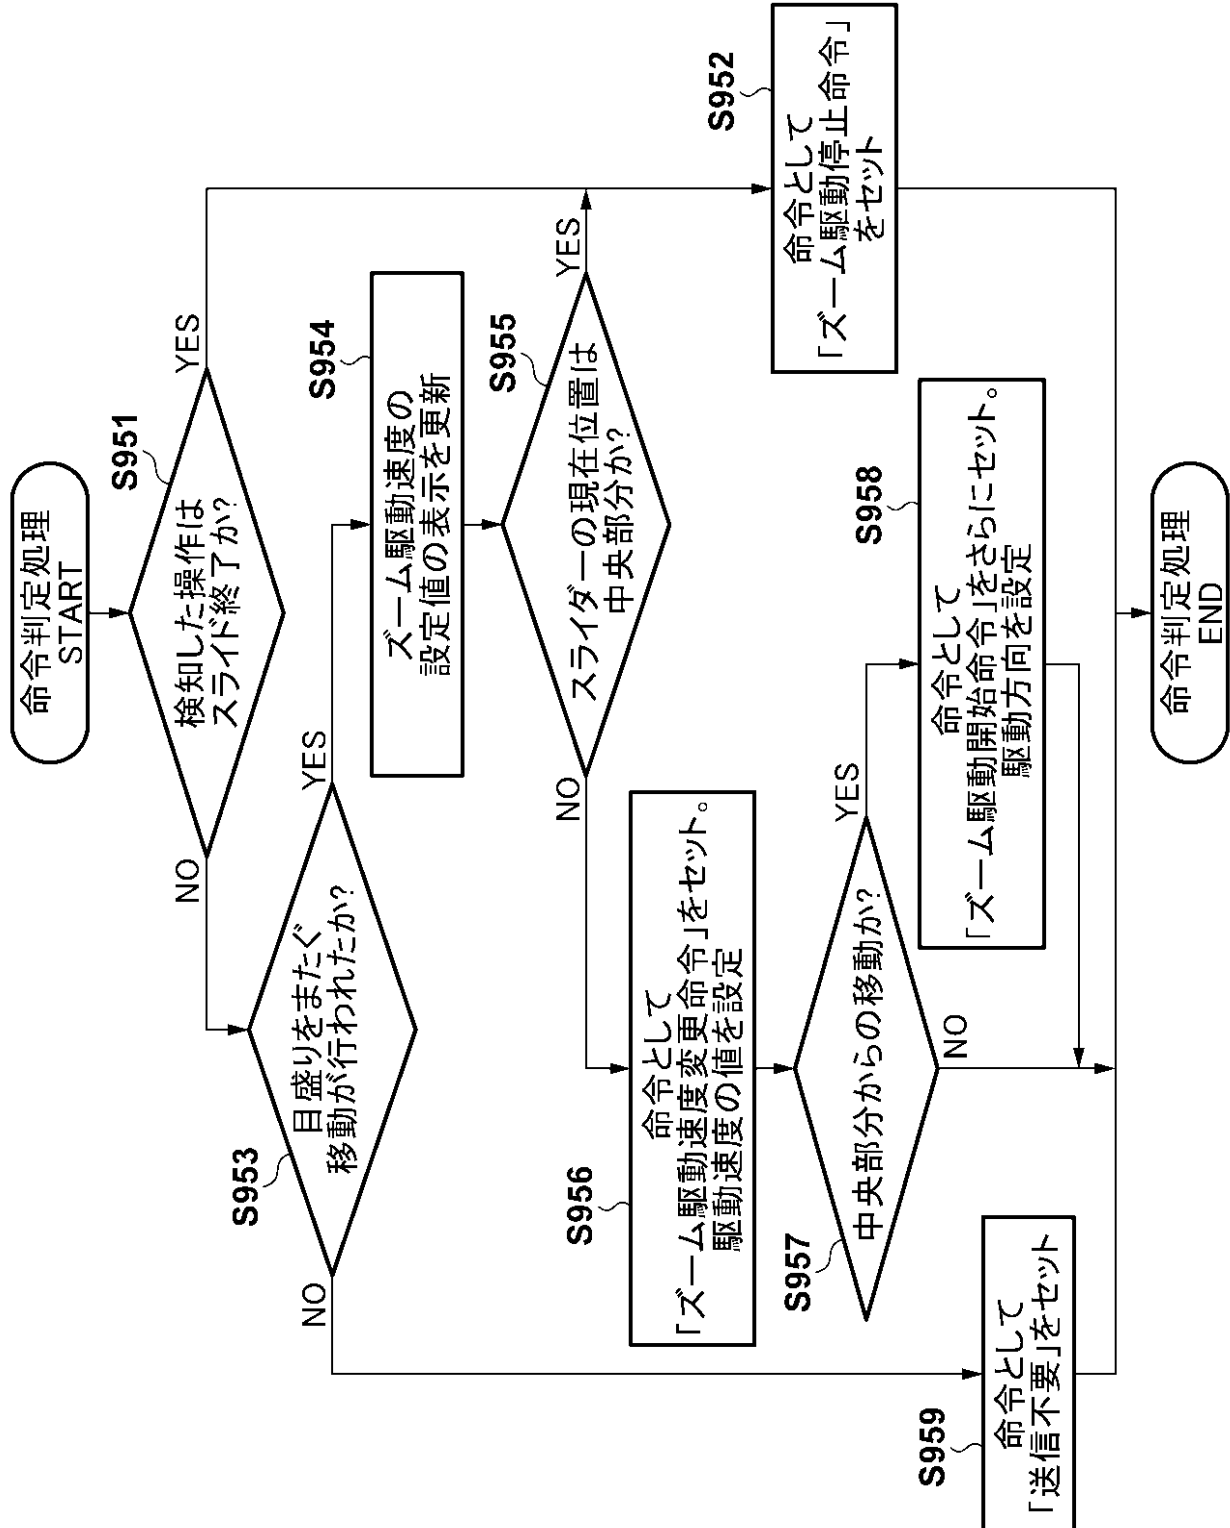 命令判定処理
START
S951
検知した操作は
スライド終了か?
YES
NO
S953
目盛りをまたぐ
移動が行われたか?
YES
NO
S954
ズーム駆動速度の
設定値の表示を更新
S955
スライダーの現在位置は
中央部分か?
YES
NO
S952
命令として
「ズーム駆動停止命令」
をセット
S956
命令として
「ズーム駆動速度変更命令」をセット。
駆動速度の値を設定
S957
中央部分からの移動か?
YES
NO
S958
命令として
「ズーム駆動開始命令」をさらにセット。
駆動方向を設定
S959
命令として
「送信不要」をセット
命令判定処理
END